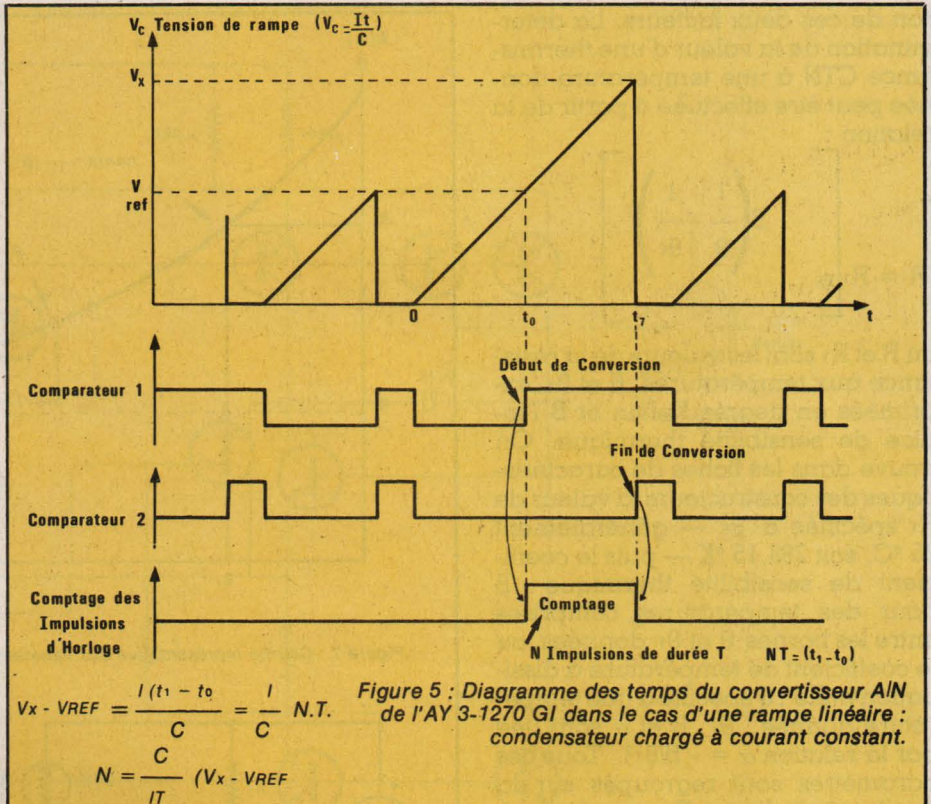 Vc Tension de rampe (Vc = It/C)
Vx
V
ref
0
t0
t7
t
Début de Conversion
Comparateur 1
Fin de Conversion
Comparateur 2
Comptage des
Impulsions
d'Horloge
Comptage
N Impulsions de durée T NT = (t1 - t0)
Vx - VREF = I (t1 - to) / C = I / C N.T.
N = C / IT (Vx - VREF
Figure 5 : Diagramme des temps du convertisseur A/N
de l'AY 3-1270 GI dans le cas d'une rampe linéaire :
condensateur chargé à courant constant.